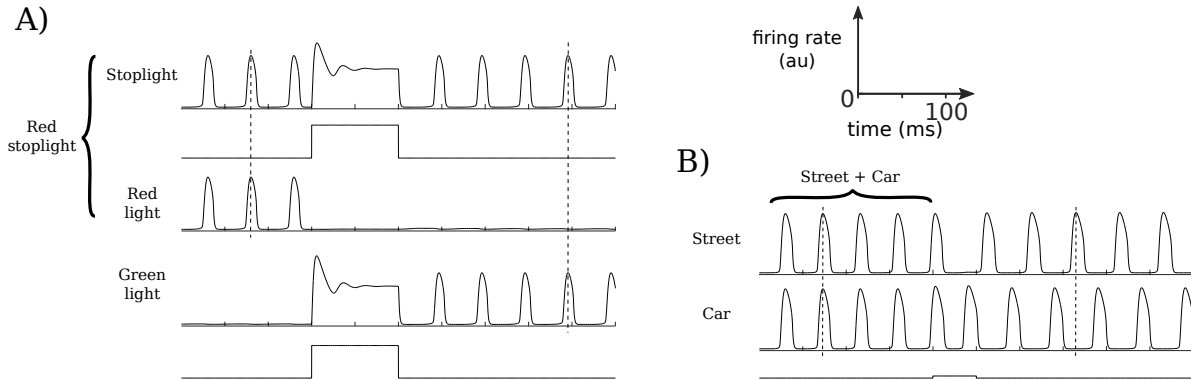 A)
Stoplight
Red
stoplight
Red
light
Green
light
firing rate
(au)
0
100
time (ms)
B)
Street + Car
Street
Car